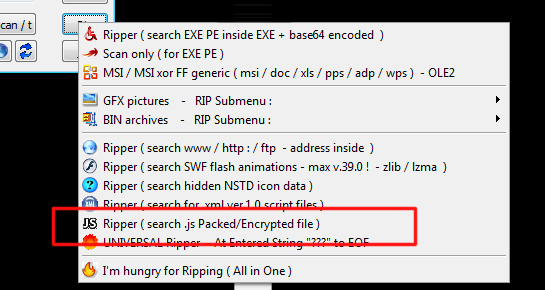 can / t
Ripper ( search EXE PE inside EXE + base64 encoded )
Scan only ( for EXE PE )
MSI / MSI xor FF generic ( msi / doc / xls / pps / adp / wps ) - OLE2
GFX pictures - RIP Submenu :
BIN archives - RIP Submenu :
Ripper ( search www / http : / ftp - address inside )
Ripper ( search SWF flash animations - max v.39.0 ! - zlib / lzma )
Ripper ( search hidden NSTD icon data )
Ripper ( search for .xml ver.1.0 script files )
JS Ripper ( search .js Packed/Encrypted file )
UNIVERSAL Ripper - At Entered String "???" to EOF
I'm hungry for Ripping ( All in One )